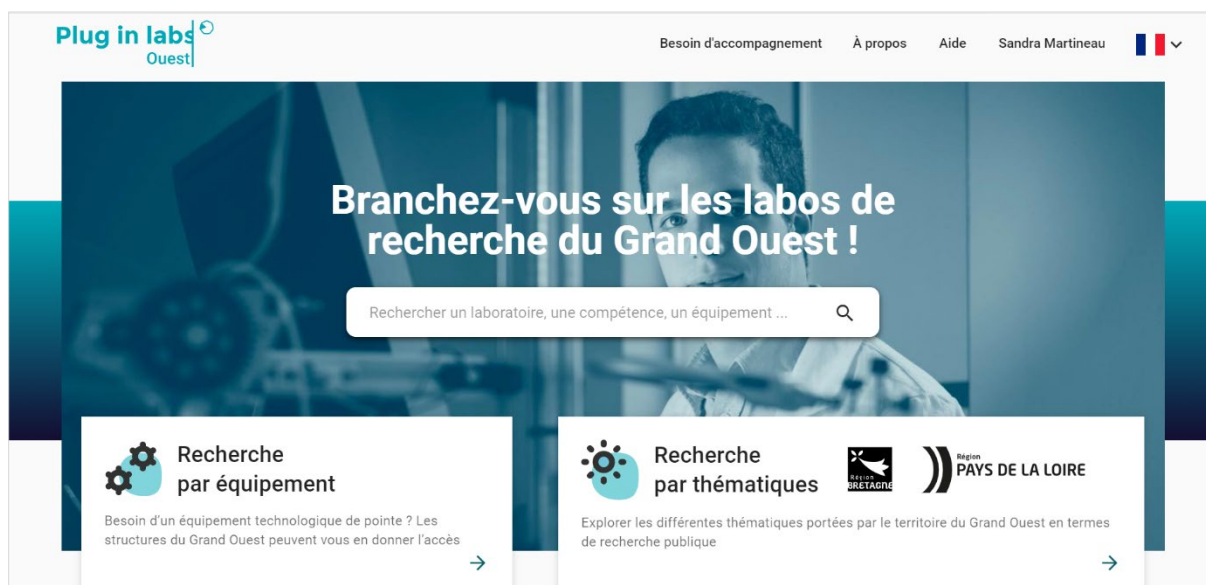 Plug in labs
Ouest
Besoin d'accompagnement
À propos
Aide
Sandra Martineau
Branchez-vous sur les labos de
recherche du Grand Ouest !
Rechercher un laboratoire, une compétence, un équipement ...
Recherche
par équipement
Besoin d'un équipement technologique de pointe ? Les
structures du Grand Ouest peuvent vous en donner l'accès
Recherche
par thématiques
Région
BRETAGNE
Région
PAYS DE LA LOIRE
Explorer les différentes thématiques portées par le territoire du Grand Ouest en termes
de recherche publique